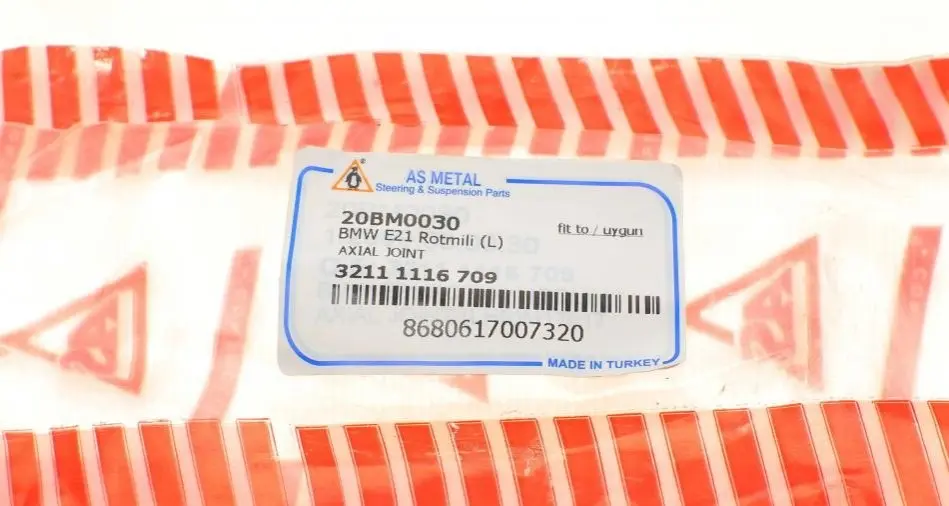 AS METAL
Steering & Suspension Parts
20BM0030
fit to / uygun
BMW E21 Rotmili (L)
AXIAL JOINT
3211 1116 709
8680617007320
MADE IN TURKEY